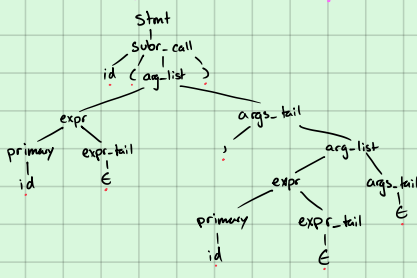 Stmt
subr_call
id ( arg_list )
expr args_tail
primary expr_tail , arg_list
id ε expr args_tail
primary expr_tail ε
id ε